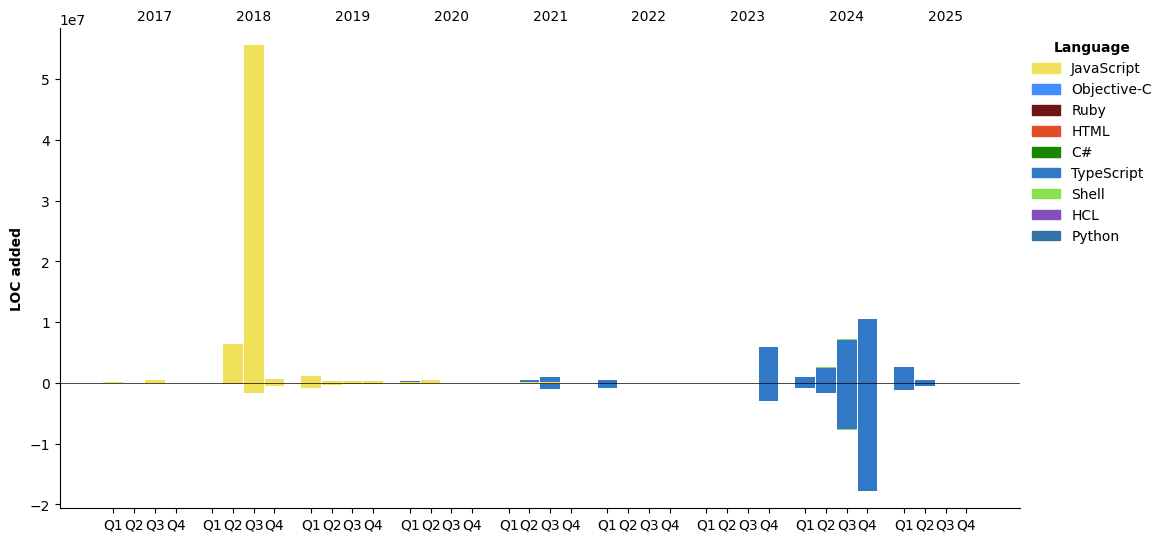 1e7
2017 2018 2019 2020 2021 2022 2023 2024 2025
LOC added
5
4
3
2
1
0
−1
−2
Q1 Q2 Q3 Q4 Q1 Q2 Q3 Q4 Q1 Q2 Q3 Q4 Q1 Q2 Q3 Q4 Q1 Q2 Q3 Q4 Q1 Q2 Q3 Q4 Q1 Q2 Q3 Q4 Q1 Q2 Q3 Q4 Q1 Q2 Q3 Q4
Language
JavaScript
Objective-C
Ruby
HTML
C#
TypeScript
Shell
HCL
Python